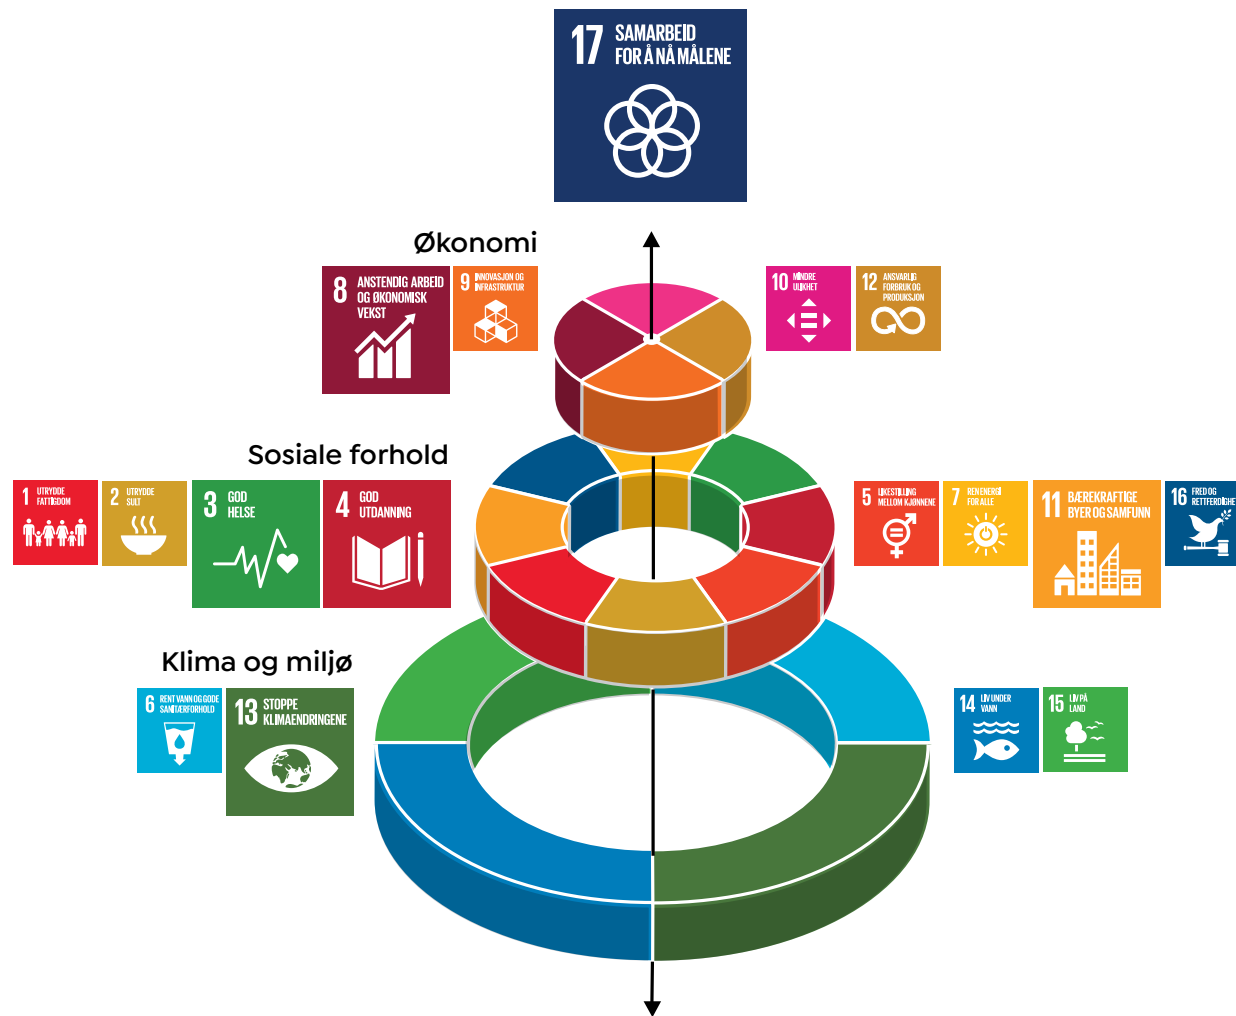 17 SAMARBEID
FOR Å NÅ MÅLENE
Økonomi
8 ANSTENDIG ARBEID
OG ØKONOMISK
VEKST
9 INNOVASJON OG
INFRASTRUKTUR
10 MINDRE
ULIKHET
12 ANSVARLIG
FORBRUK OG
PRODUKSJON
Sosiale forhold
1 UTRYDDE
FATTIGDOM
2 UTRYDDE
SULT
3 GOD
HELSE
4 GOD
UTDANNING
5 LIKESTILLING
MELLOM KJØNNENE
7 REN ENERGI
FOR ALLE
11 BÆREKRAFTIGE
BYER OG SAMFUNN
16 FRED OG
RETTFERDIGHE
Klima og miljø
6 RENT VANN OG GODE
SANITÆRFORHOLD
13 STOPPE
KLIMAENDRINGENE
14 LIV UNDER
VANN
15 LIV PÅ
LAND